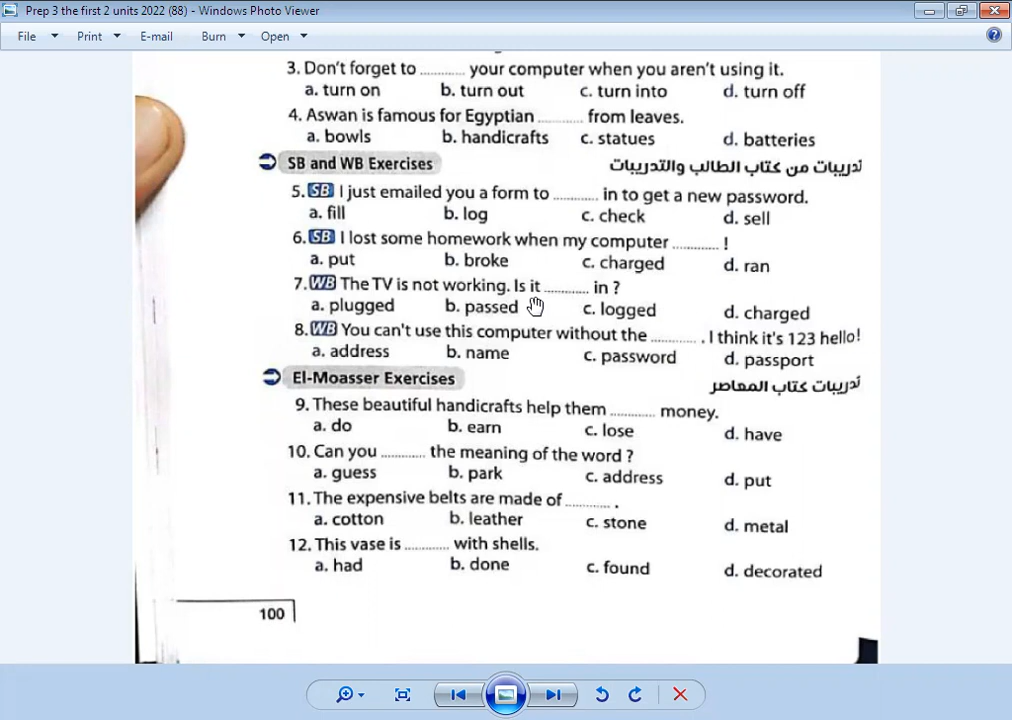 Prep 3 the first 2 units 2022 (88) - Windows Photo Viewer
File Print E-mail Burn Open
3. Don't forget to .......... your computer when you aren't using it.
a. turn on b. turn out c. turn into d. turn off
4. Aswan is famous for Egyptian .......... from leaves.
a. bowls b. handicrafts c. statues d. batteries
SB and WB Exercises تدريبات من كتاب الطالب والتدريبات
5. SB I just emailed you a form to .......... in to get a new password.
a. fill b. log c. check d. sell
6. SB I lost some homework when my computer .......... !
a. put b. broke c. charged d. ran
7. WB The TV is not working. Is it .......... in ?
a. plugged b. passed c. logged d. charged
8. WB You can't use this computer without the .......... . I think it's 123 hello!
a. address b. name c. password d. passport
El-Moasser Exercises تدريبات كتاب المعاصر
9. These beautiful handicrafts help them .......... money.
a. do b. earn c. lose d. have
10. Can you .......... the meaning of the word ?
a. guess b. park c. address d. put
11. The expensive belts are made of .......... .
a. cotton b. leather c. stone d. metal
12. This vase is .......... with shells.
a. had b. done c. found d. decorated
100